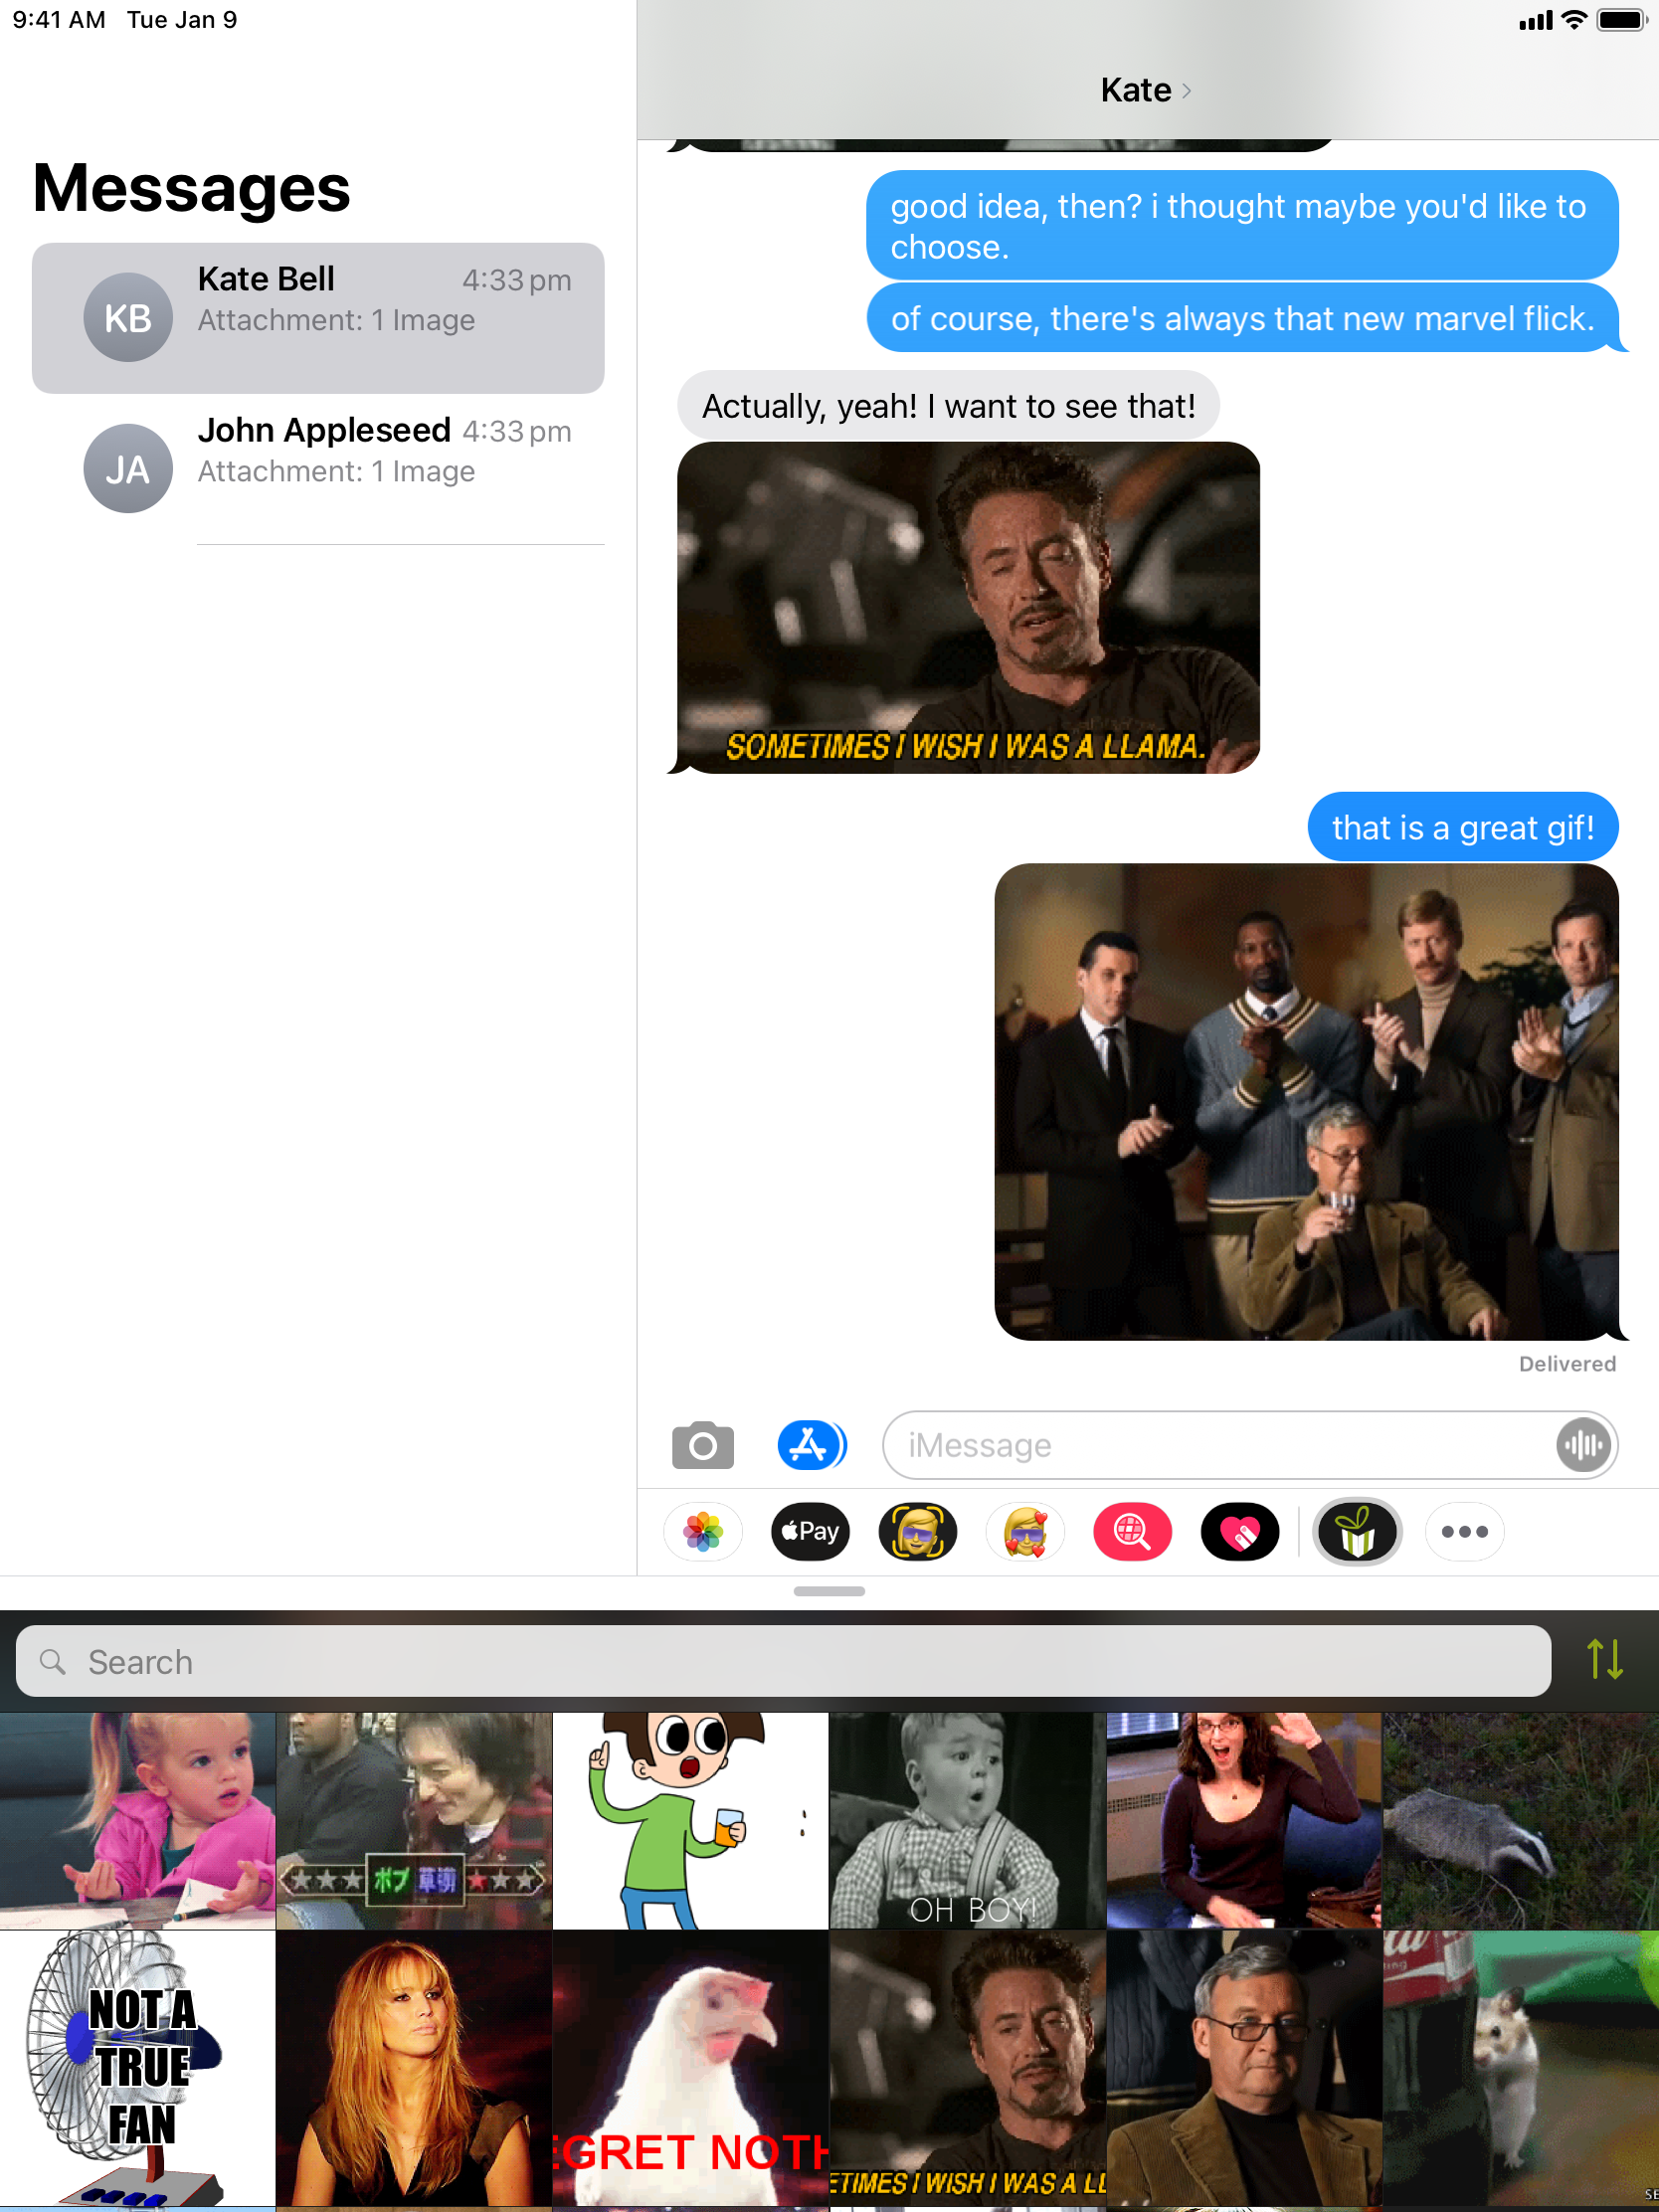 9:41 AM Tue Jan 9
Messages
Kate Bell 4:33 pm
Attachment: 1 Image
KB
John Appleseed 4:33 pm
Attachment: 1 Image
JA
Kate
good idea, then? i thought maybe you'd like to
choose.
of course, there's always that new marvel flick.
Actually, yeah! I want to see that!
SOMETIMES I WISH I WAS A LLAMA.
that is a great gif!
Delivered
iMessage
Pay
Search
ボブ
OH BOY!
NOT A
TRUE
FAN
EGRET NOTH
ETIMES I WISH I WAS A LL